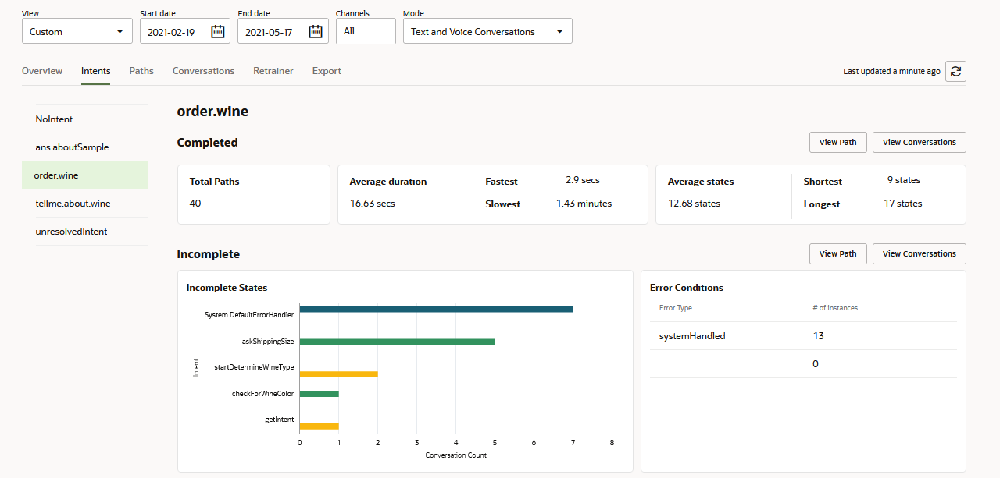 View Start date End date Channels Mode
Custom 2021-02-19 2021-05-17 All Text and Voice Conversations
Overview Intents Paths Conversations Retrainer Export Last updated a minute ago
NoIntent
ans.aboutSample
order.wine
tellme.about.wine
unresolvedIntent
order.wine
Completed View Path View Conversations
Total Paths
40
Average duration
16.63 secs
Fastest 2.9 secs
Slowest 1.43 minutes
Average states
12.68 states
Shortest 9 states
Longest 17 states
Incomplete View Path View Conversations
Incomplete States
Intent
System.DefaultErrorHandler
askShippingSize
startDetermineWineType
checkForWineColor
getIntent
0 1 2 3 4 5 6 7 8
Conversation Count
Error Conditions
Error Type # of instances
systemHandled 13
0